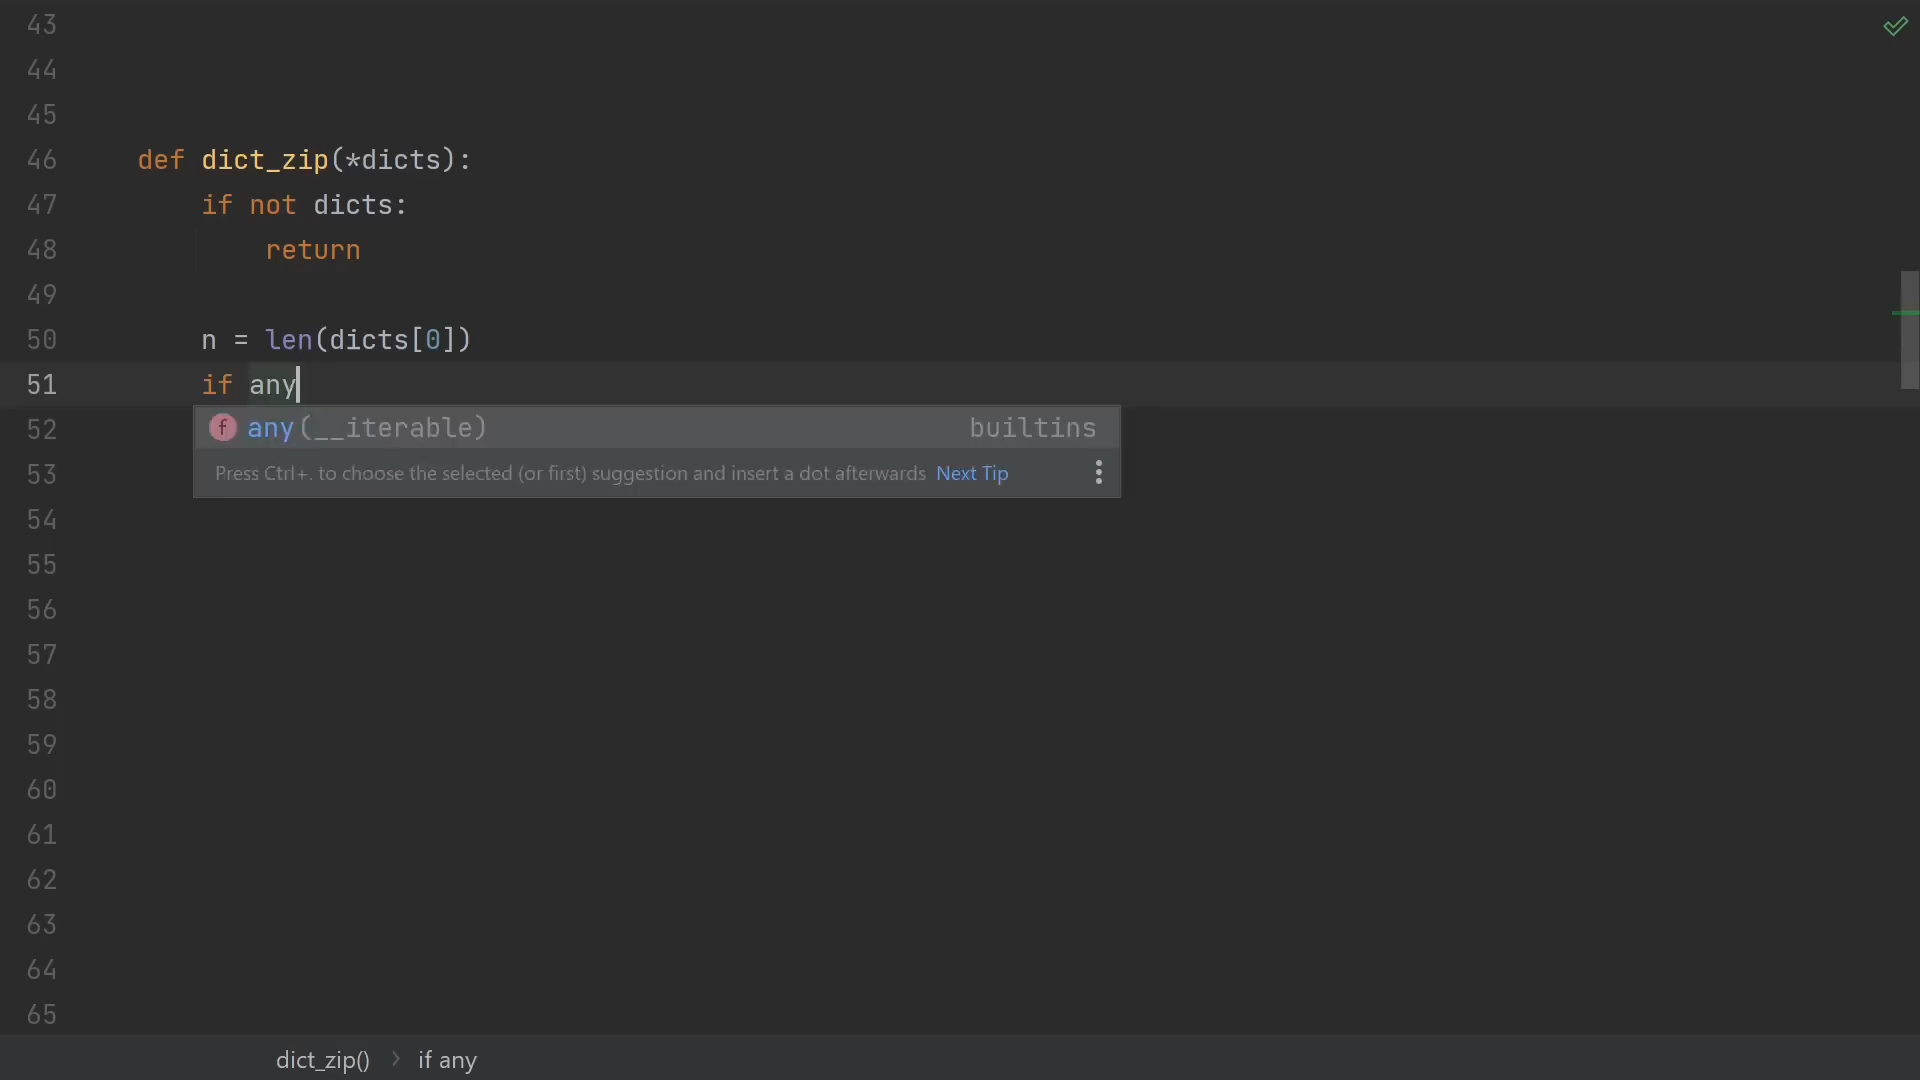 43
44
45
46 def dict_zip(*dicts):
47 if not dicts:
48 return
49
50 n = len(dicts[0])
51 if any
52 f any(__iterable) builtins
53 Press Ctrl+. to choose the selected (or first) suggestion and insert a dot afterwards Next Tip
54
55
56
57
58
59
60
61
62
63
64
65
dict_zip() > if any